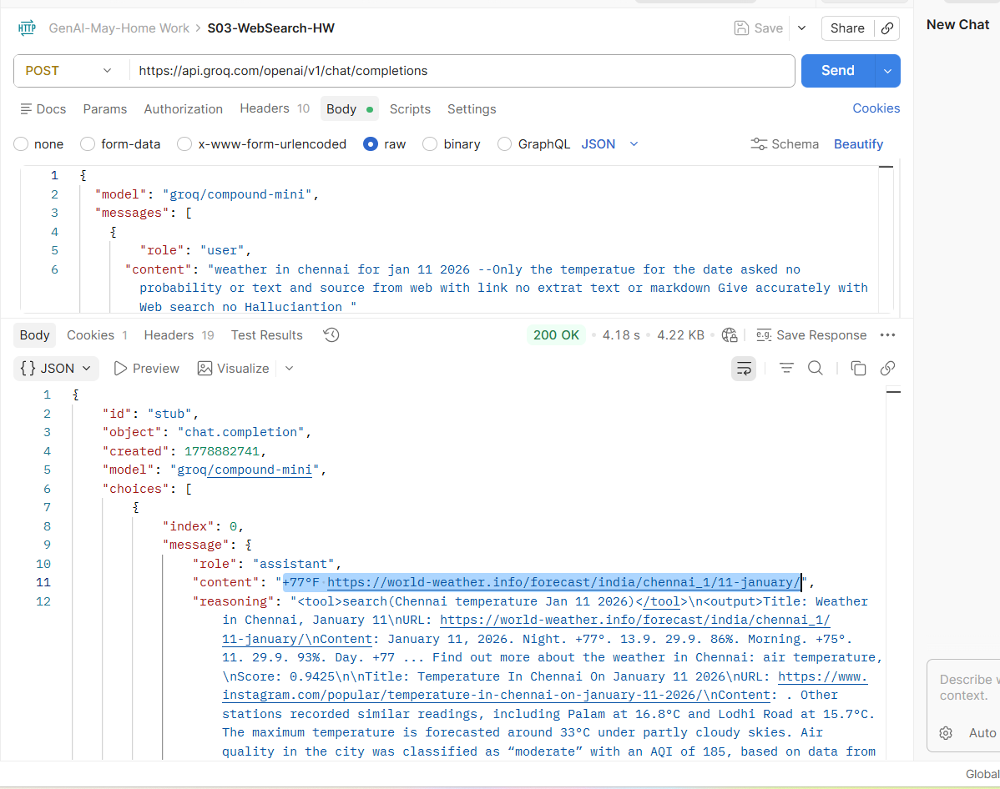 HTTP GenAI-May-Home Work > S03-WebSearch-HW Save Share
New Chat
POST https://api.groq.com/openai/v1/chat/completions Send
Docs Params Authorization Headers 10 Body Scripts Settings Cookies
none form-data x-www-form-urlencoded raw binary GraphQL JSON Schema Beautify
1 {
2 "model": "groq/compound-mini",
3 "messages": [
4 {
5 "role": "user",
6 "content": "weather in chennai for jan 11 2026 --Only the temperatue for the date asked no
probability or text and source from web with link no extrat text or markdown Give accurately with
Web search no Halluciantion "
Body Cookies 1 Headers 19 Test Results 200 OK • 4.18 s • 4.22 KB • e.g. Save Response
{} JSON Preview Visualize
1 {
2 "id": "stub",
3 "object": "chat.completion",
4 "created": 1778882741,
5 "model": "groq/compound-mini",
6 "choices": [
7 {
8 "index": 0,
9 "message": {
10 "role": "assistant",
11 "content": "+77°F https://world-weather.info/forecast/india/chennai_1/11-january/",
12 "reasoning": "<tool>search(Chennai temperature Jan 11 2026)</tool>\n<output>Title: Weather
in Chennai, January 11\nURL: https://world-weather.info/forecast/india/chennai_1/
11-january/\nContent: January 11, 2026. Night. +77°. 13.9. 29.9. 86%. Morning. +75°.
11. 29.9. 93%. Day. +77 ... Find out more about the weather in Chennai: air temperature,
\nScore: 0.9425\n\nTitle: Temperature In Chennai On January 11 2026\nURL: https://www.
instagram.com/popular/temperature-in-chennai-on-january-11-2026/\nContent: . Other
stations recorded similar readings, including Palam at 16.8°C and Lodhi Road at 15.7°C.
The maximum temperature is forecasted around 33°C under partly cloudy skies. Air
quality in the city was classified as “moderate” with an AQI of 185, based on data from
Describe w
context.
Auto
Global